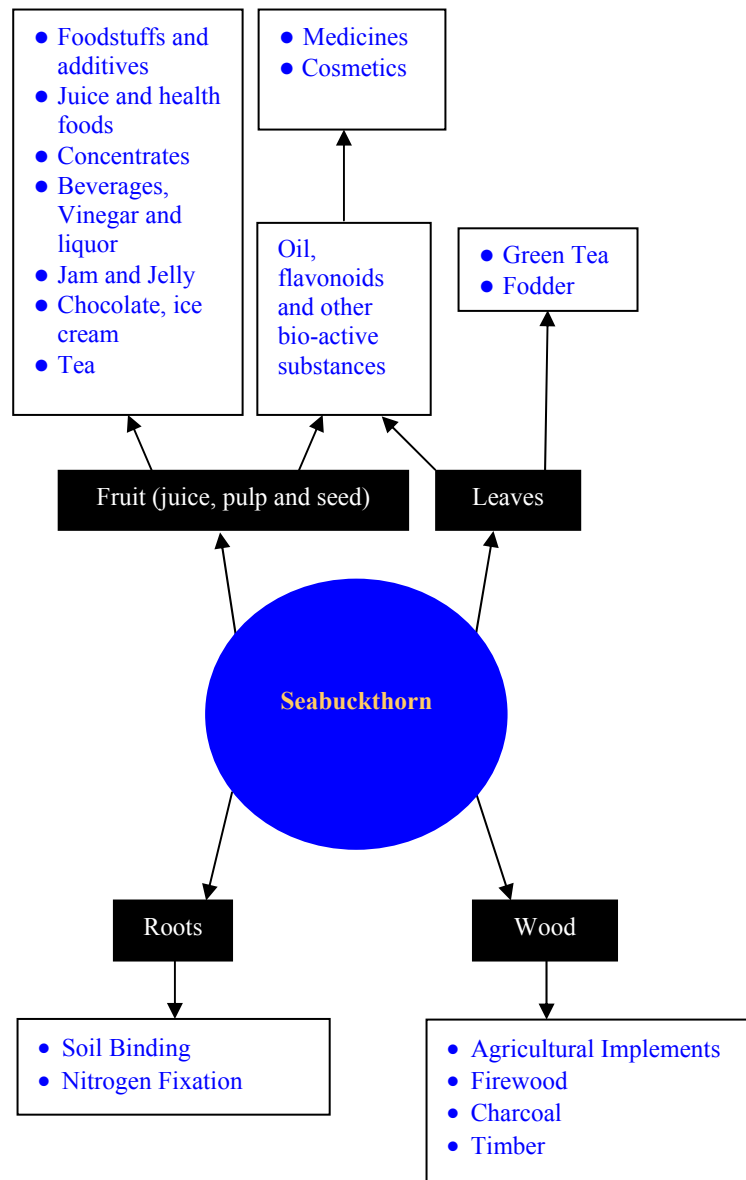 ● Foodstuffs and
additives
● Juice and health
foods
● Concentrates
● Beverages,
Vinegar and
liquor
● Jam and Jelly
● Chocolate, ice
cream
● Tea
● Medicines
● Cosmetics
Oil,
flavonoids
and other
bio-active
substances
● Green Tea
● Fodder
Fruit (juice, pulp and seed)
Leaves
Seabuckthorn
Roots
Wood
● Soil Binding
● Nitrogen Fixation
● Agricultural Implements
● Firewood
● Charcoal
● Timber